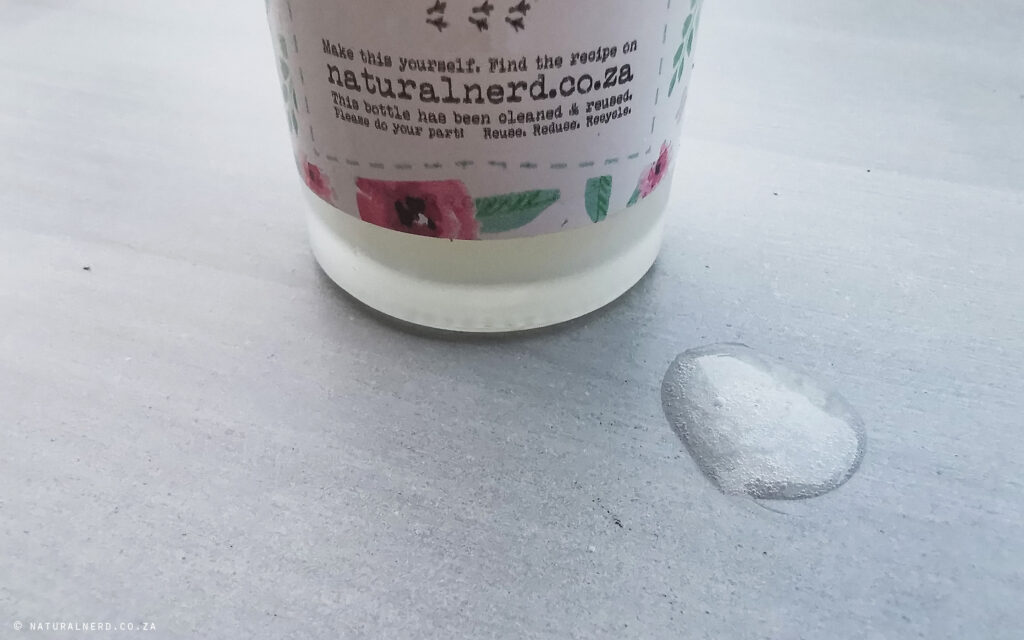 Make this yourself. Find the recipe on
naturalnerd.co.za
This bottle has been cleaned & reused.
Please do your part! Reuse. Reduce. Recycle.
© NATURALNERD.CO.ZA